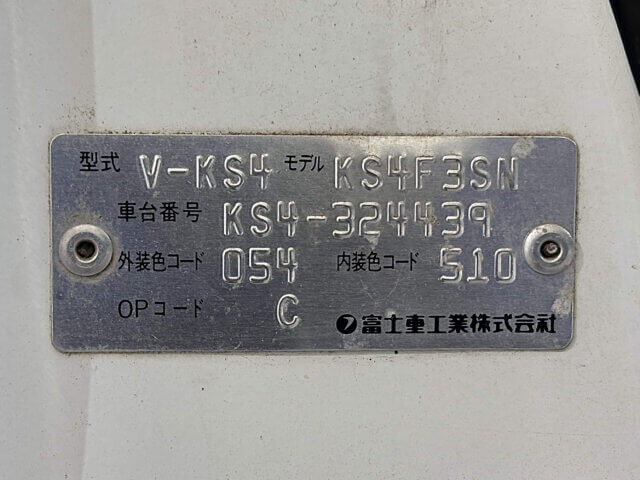 型式 V-KS4 モデル KS4F3SN
車台番号 KS4-324439
外装色コード 054 内装色コード 510
OPコード C
富士重工業株式会社